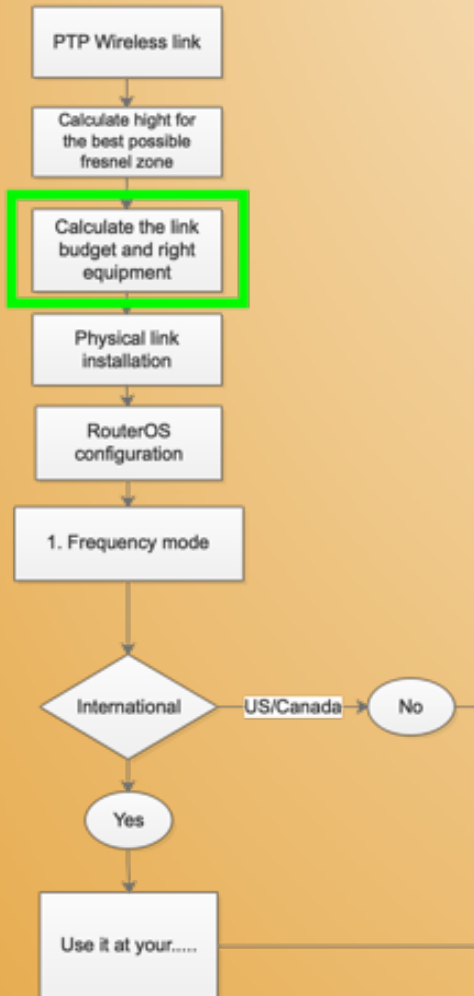 PTP Wireless link
Calculate hight for
the best possible
fresnel zone
Calculate the link
budget and right
equipment
Physical link
installation
RouterOS
configuration
1. Frequency mode
International
US/Canada
No
Yes
Use it at your.....